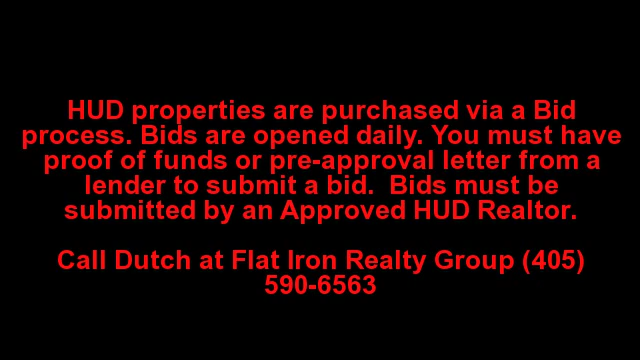 HUD properties are purchased via a Bid
process. Bids are opened daily. You must have
proof of funds or pre-approval letter from a
lender to submit a bid.  Bids must be
submitted by an Approved HUD Realtor.
Call Dutch at Flat Iron Realty Group (405)
590-6563